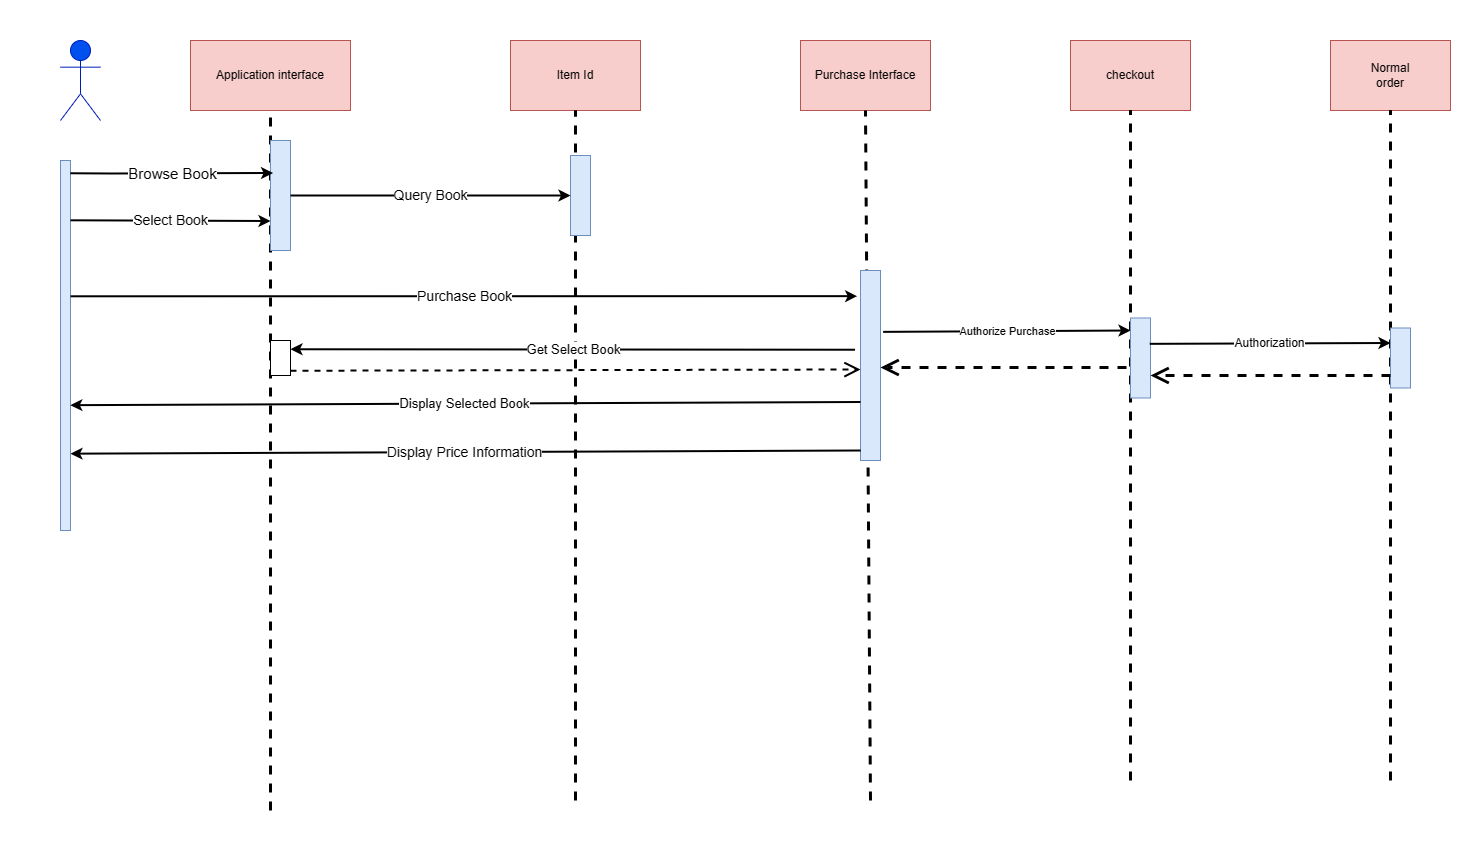 Application interface
Item Id
Purchase Interface
checkout
Normal
order
Browse Book
Query Book
Select Book
Purchase Book
Authorize Purchase
Authorization
Get Select Book
Display Selected Book
Display Price Information